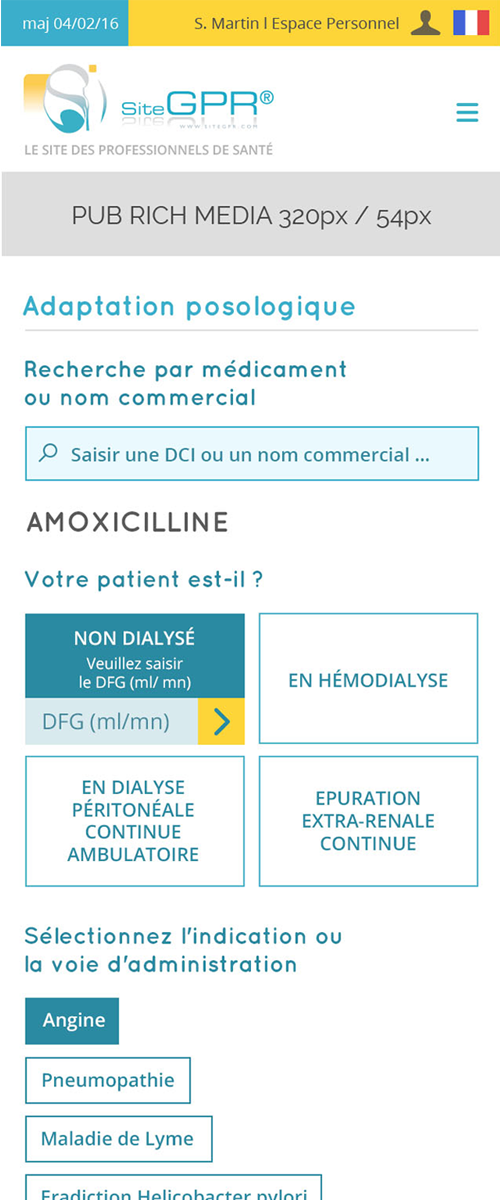 maj 04/02/16
S. Martin l Espace Personnel
SiteGPR®
www.sitegpr.com
LE SITE DES PROFESSIONNELS DE SANTÉ
PUB RICH MEDIA 320px / 54px
Adaptation posologique
Recherche par médicament
ou nom commercial
Saisir une DCI ou un nom commercial ...
AMOXICILLINE
Votre patient est-il ?
NON DIALYSÉ
Veuillez saisir
le DFG (ml/ mn)
DFG (ml/mn)
EN HÉMODIALYSE
EN DIALYSE
PÉRITONÉALE
CONTINUE
AMBULATOIRE
EPURATION
EXTRA-RENALE
CONTINUE
Sélectionnez l'indication ou
la voie d'administration
Angine
Pneumopathie
Maladie de Lyme
Eradiction Helicobacter pylori